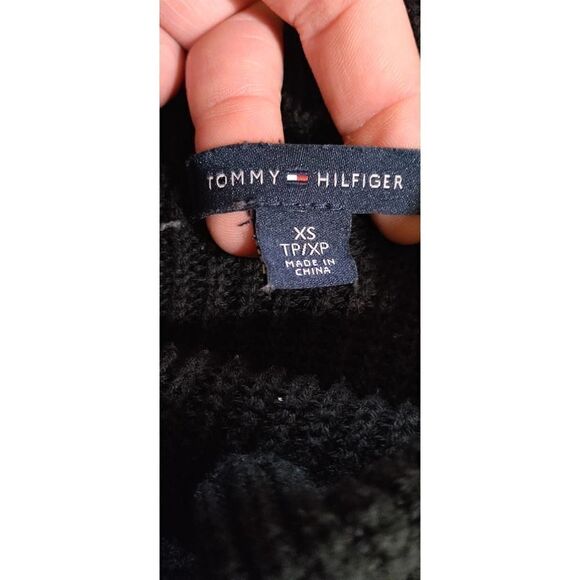 TOMMY HILFIGER
XS
TP/XP
MADE IN
CHINA